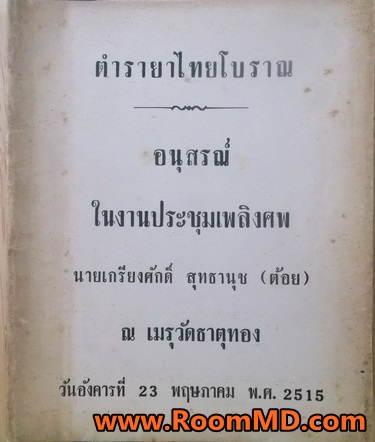 ตำรายาไทยโบราณ
อนุสรณ์
ในงานประชุมเพลิงศพ
นายเกรียงศักดิ์ สุทธานุช (ต้อย)
ณ เมรุวัดธาตุทอง
วันอังคารที่ 23 พฤษภาคม พ.ศ. 2515
www.RoomMD.com